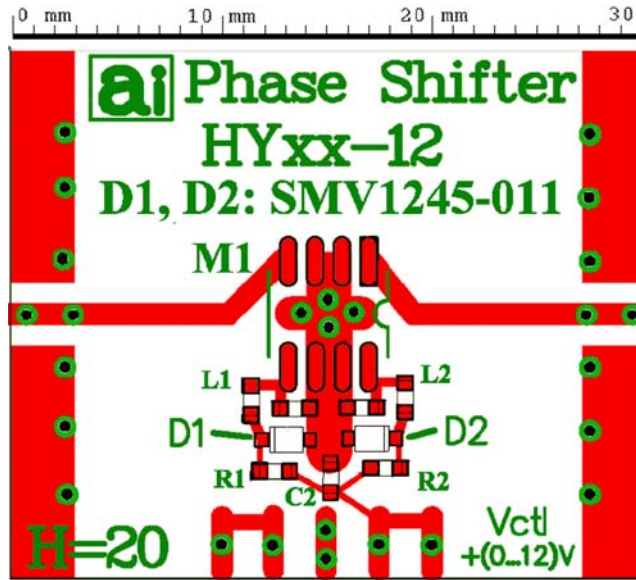 0 mm 10 mm 20 mm 30
ai Phase Shifter
HYxx-12
D1, D2: SMV1245-011
M1
L1 L2
D1 D2
R1 C2 R2
H=20 Vctl
+(0...12)V